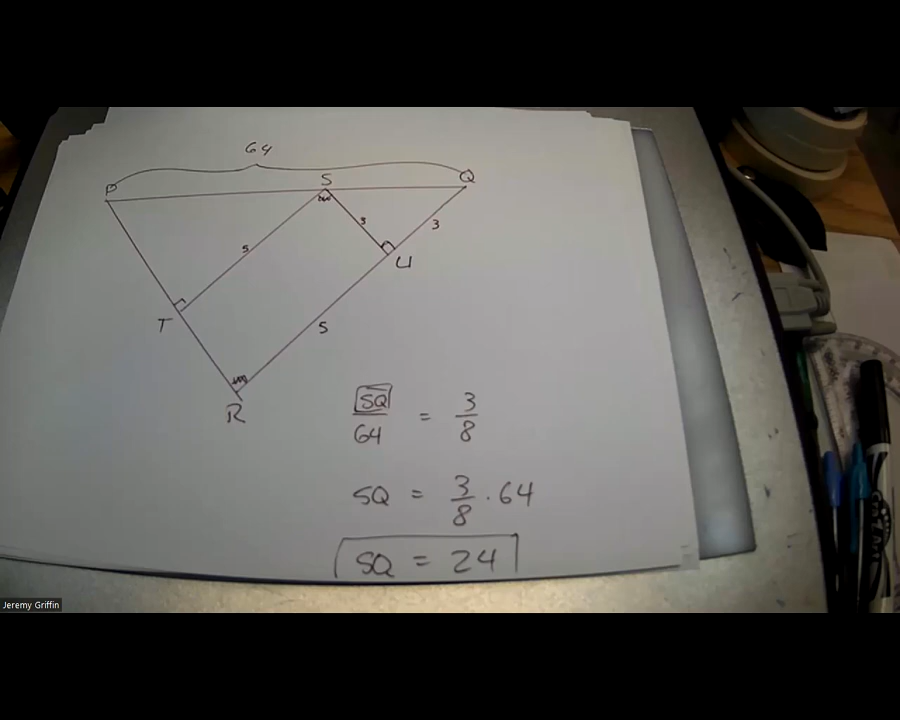 64
P
S
Q
5
3
3
U
T
5
R
SQ/64 = 3/8
SQ = 3/8 · 64
SQ = 24
Jeremy Griffin